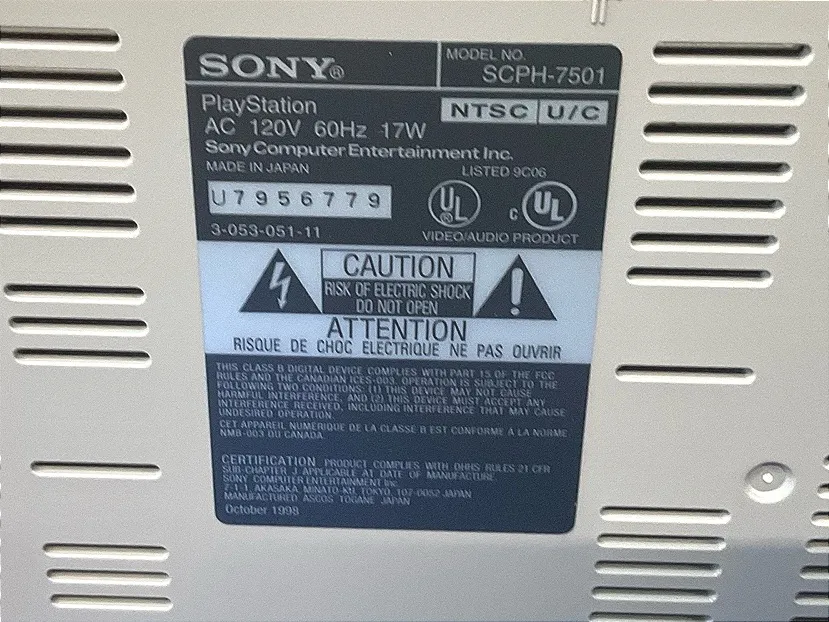 SONY®
MODEL NO.
SCPH-7501
PlayStation
NTSC U/C
AC 120V 60Hz 17W
Sony Computer Entertainment Inc.
MADE IN JAPAN
LISTED 9C06
U7956779
UL ®
C UL
3-053-051-11
VIDEO/AUDIO PRODUCT
CAUTION
RISK OF ELECTRIC SHOCK
DO NOT OPEN
ATTENTION
RISQUE DE CHOC ELECTRIQUE NE PAS OUVRIR
THIS CLASS B DIGITAL DEVICE COMPLIES WITH PART 15 OF THE FCC
RULES AND THE CANADIAN ICES-003. OPERATION IS SUBJECT TO THE
FOLLOWING TWO CONDITIONS: (1) THIS DEVICE MAY NOT CAUSE
HARMFUL INTERFERENCE, AND (2) THIS DEVICE MUST ACCEPT ANY
INTERFERENCE RECEIVED, INCLUDING INTERFERENCE THAT MAY CAUSE
UNDESIRED OPERATION.
CET APPAREIL NUMÉRIQUE DE LA CLASSE B EST CONFORME À LA NORME
NMB-003 DU CANADA.
CERTIFICATION PRODUCT COMPLIES WITH DHHS RULES 21 CFR
SUB-CHAPTER J APPLICABLE AT DATE OF MANUFACTURE.
SONY COMPUTER ENTERTAINMENT Inc.
7-1-1 AKASAKA MINATO-KU, TOKYO, 107-0052 JAPAN
MANUFACTURED ASCOS TOGANE JAPAN
October 1998